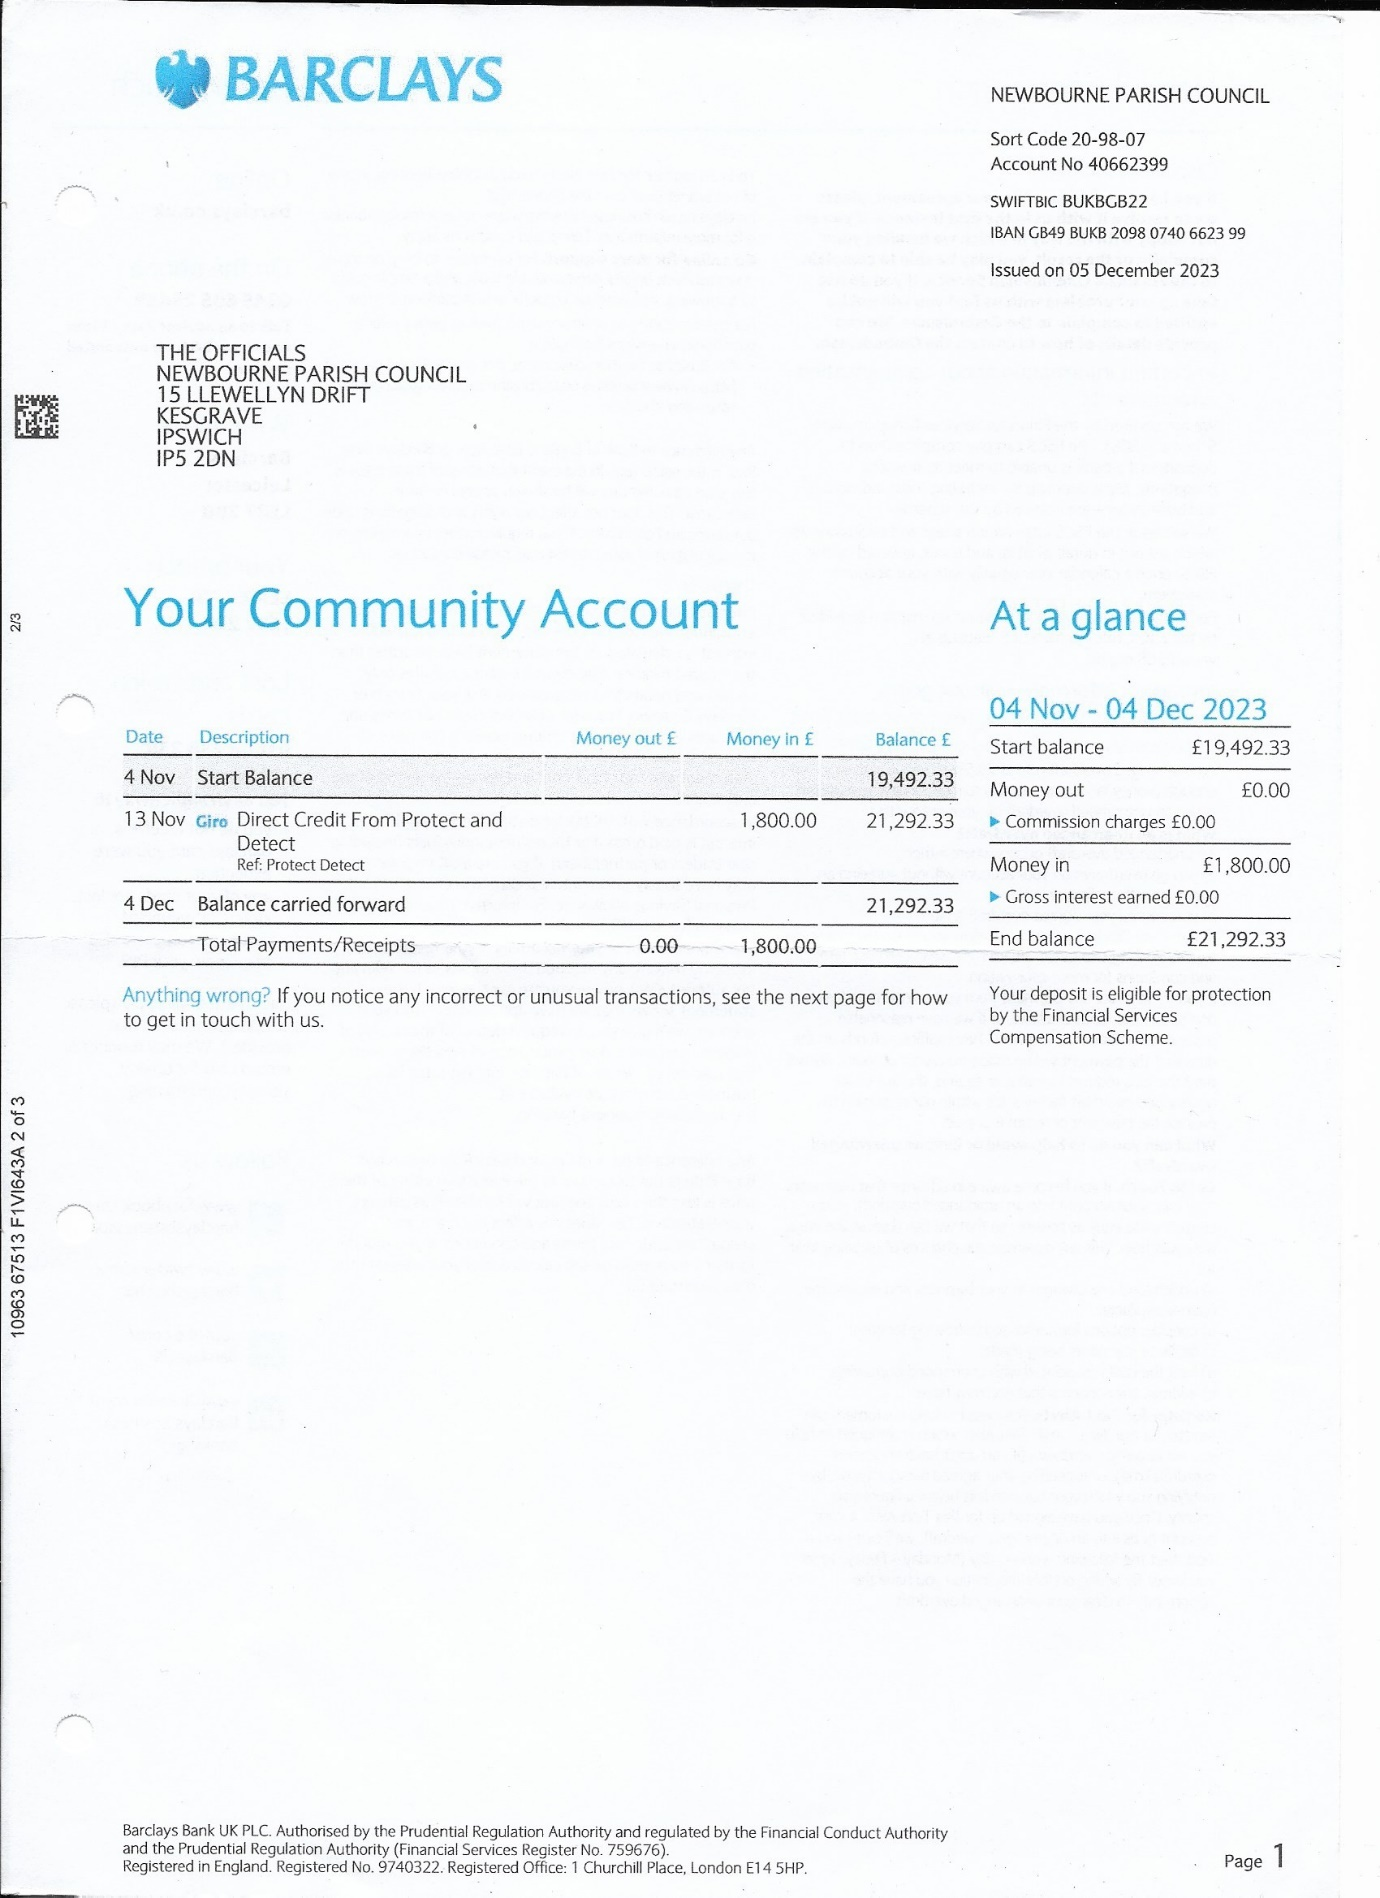 BARCLAYS
NEWBOURNE PARISH COUNCIL
Sort Code 20-98-07
Account No 40662399
SWIFTBIC BUKBGB22
IBAN GB49 BUKB 2098 0740 6623 99
Issued on 05 December 2023
THE OFFICIALS
NEWBOURNE PARISH COUNCIL
15 LLEWELLYN DRIFT
KESGRAVE
IPSWICH
IP5 2DN
2/3
Your Community Account
Date Description Money out £ Money in £ Balance £
4 Nov Start Balance 19,492.33
13 Nov Giro Direct Credit From Protect and 1,800.00 21,292.33
Detect
Ref: Protect Detect
4 Dec Balance carried forward 21,292.33
Total Payments/Receipts 0.00 1,800.00
Anything wrong? If you notice any incorrect or unusual transactions, see the next page for how
to get in touch with us.
At a glance
04 Nov - 04 Dec 2023
Start balance £19,492.33
Money out £0.00
Commission charges £0.00
Money in £1,800.00
Gross interest earned £0.00
End balance £21,292.33
Your deposit is eligible for protection
by the Financial Services
Compensation Scheme.
10963 67513 F1VI643A 2 of 3
Barclays Bank UK PLC. Authorised by the Prudential Regulation Authority and regulated by the Financial Conduct Authority
and the Prudential Regulation Authority (Financial Services Register No. 759676).
Registered in England. Registered No. 9740322. Registered Office: 1 Churchill Place, London E14 5HP.
Page 1